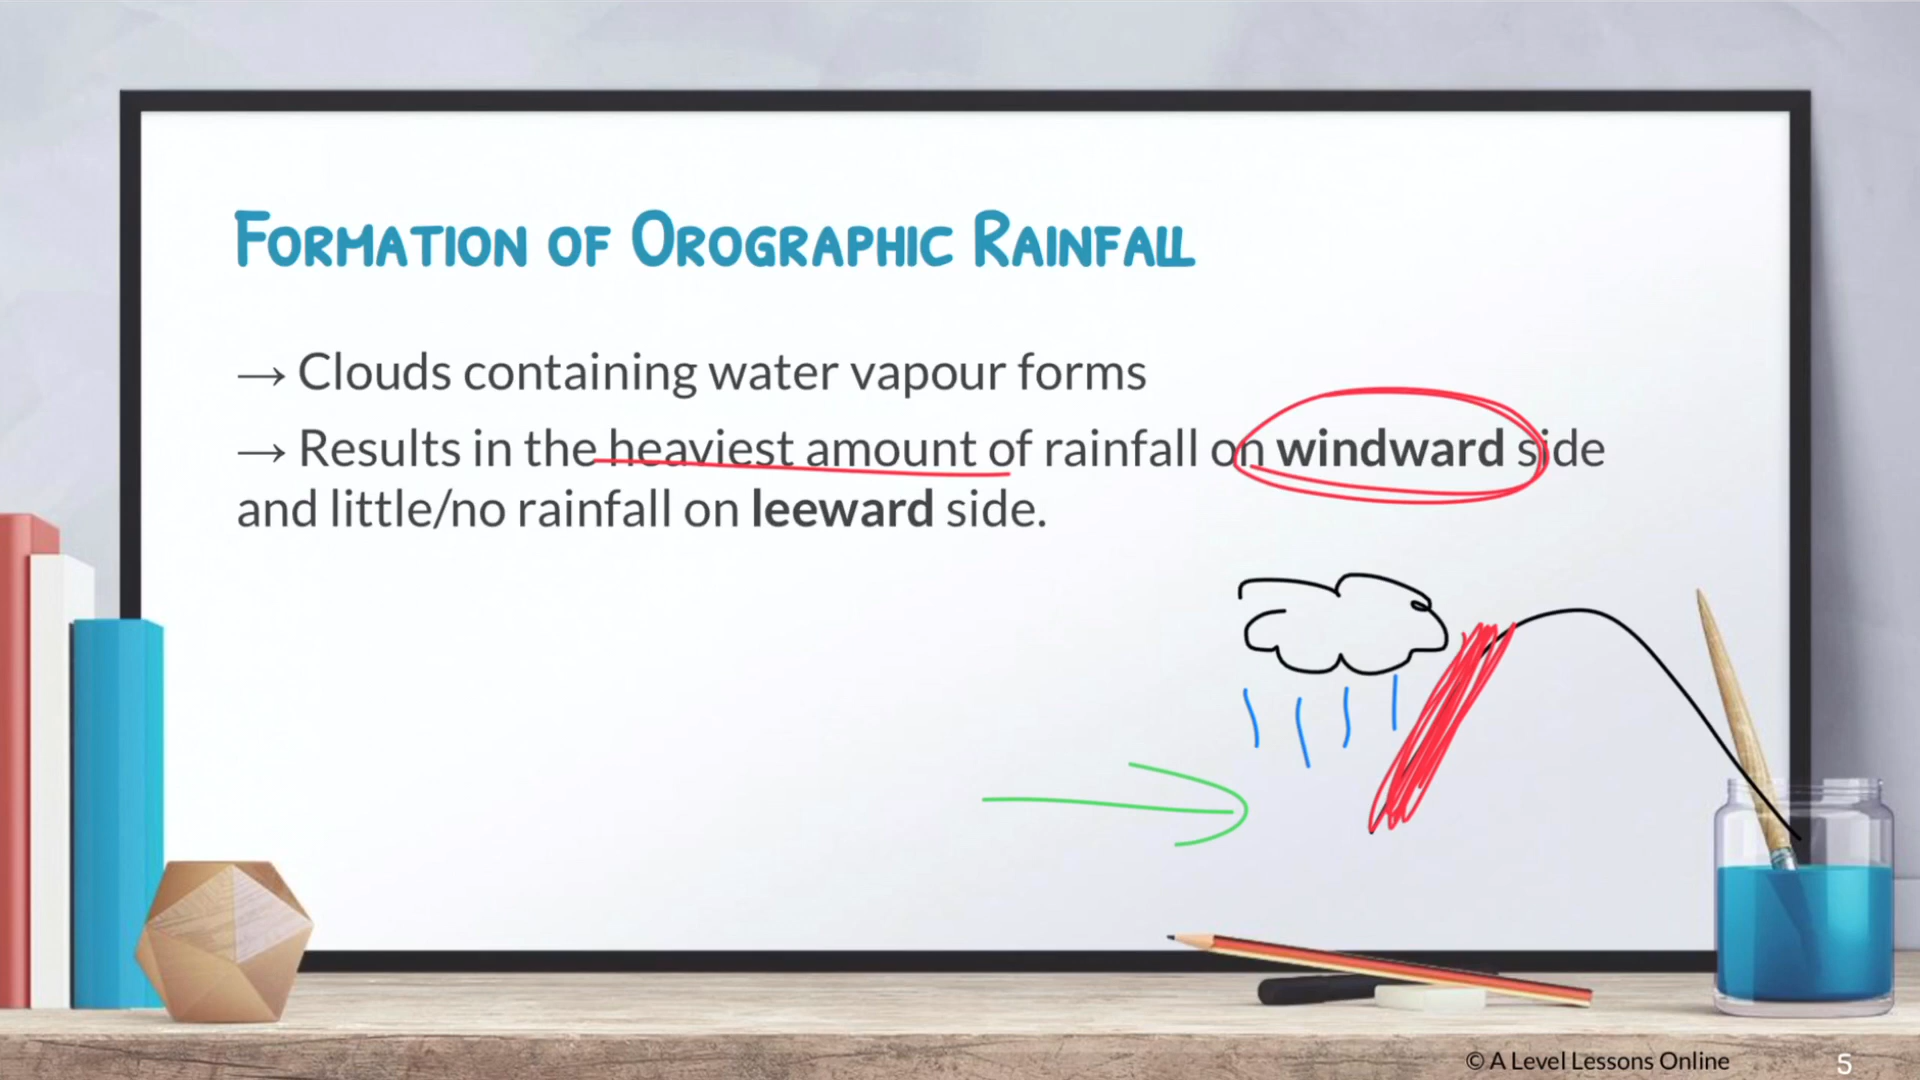 Formation of Orographic Rainfall
→ Clouds containing water vapour forms
→ Results in the heaviest amount of rainfall on windward side
and little/no rainfall on leeward side.
© A Level Lessons Online
5